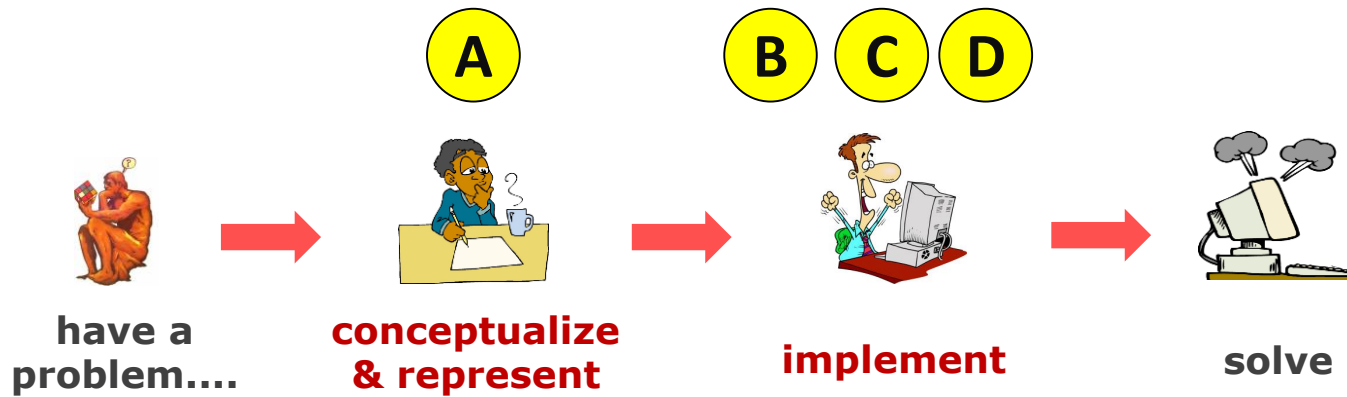 A
B C D
?
?
have a
problem....
conceptualize
& represent
implement
solve